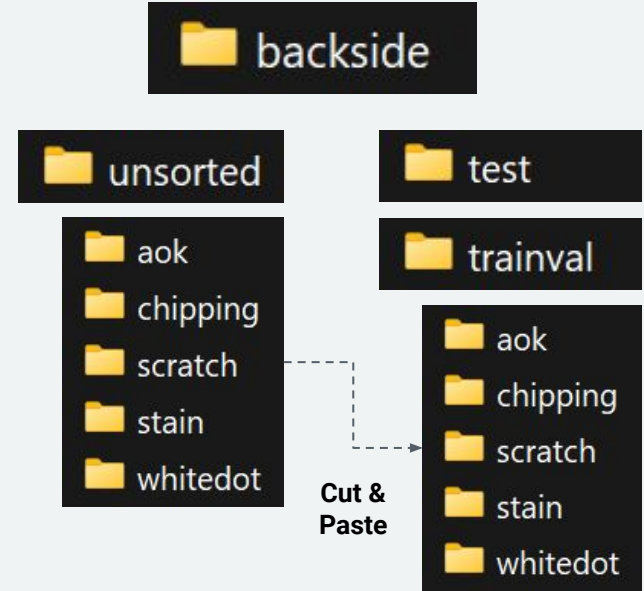 backside
unsorted
aok
chipping
scratch
stain
whitedot
test
trainval
aok
chipping
scratch
stain
whitedot
Cut &
Paste